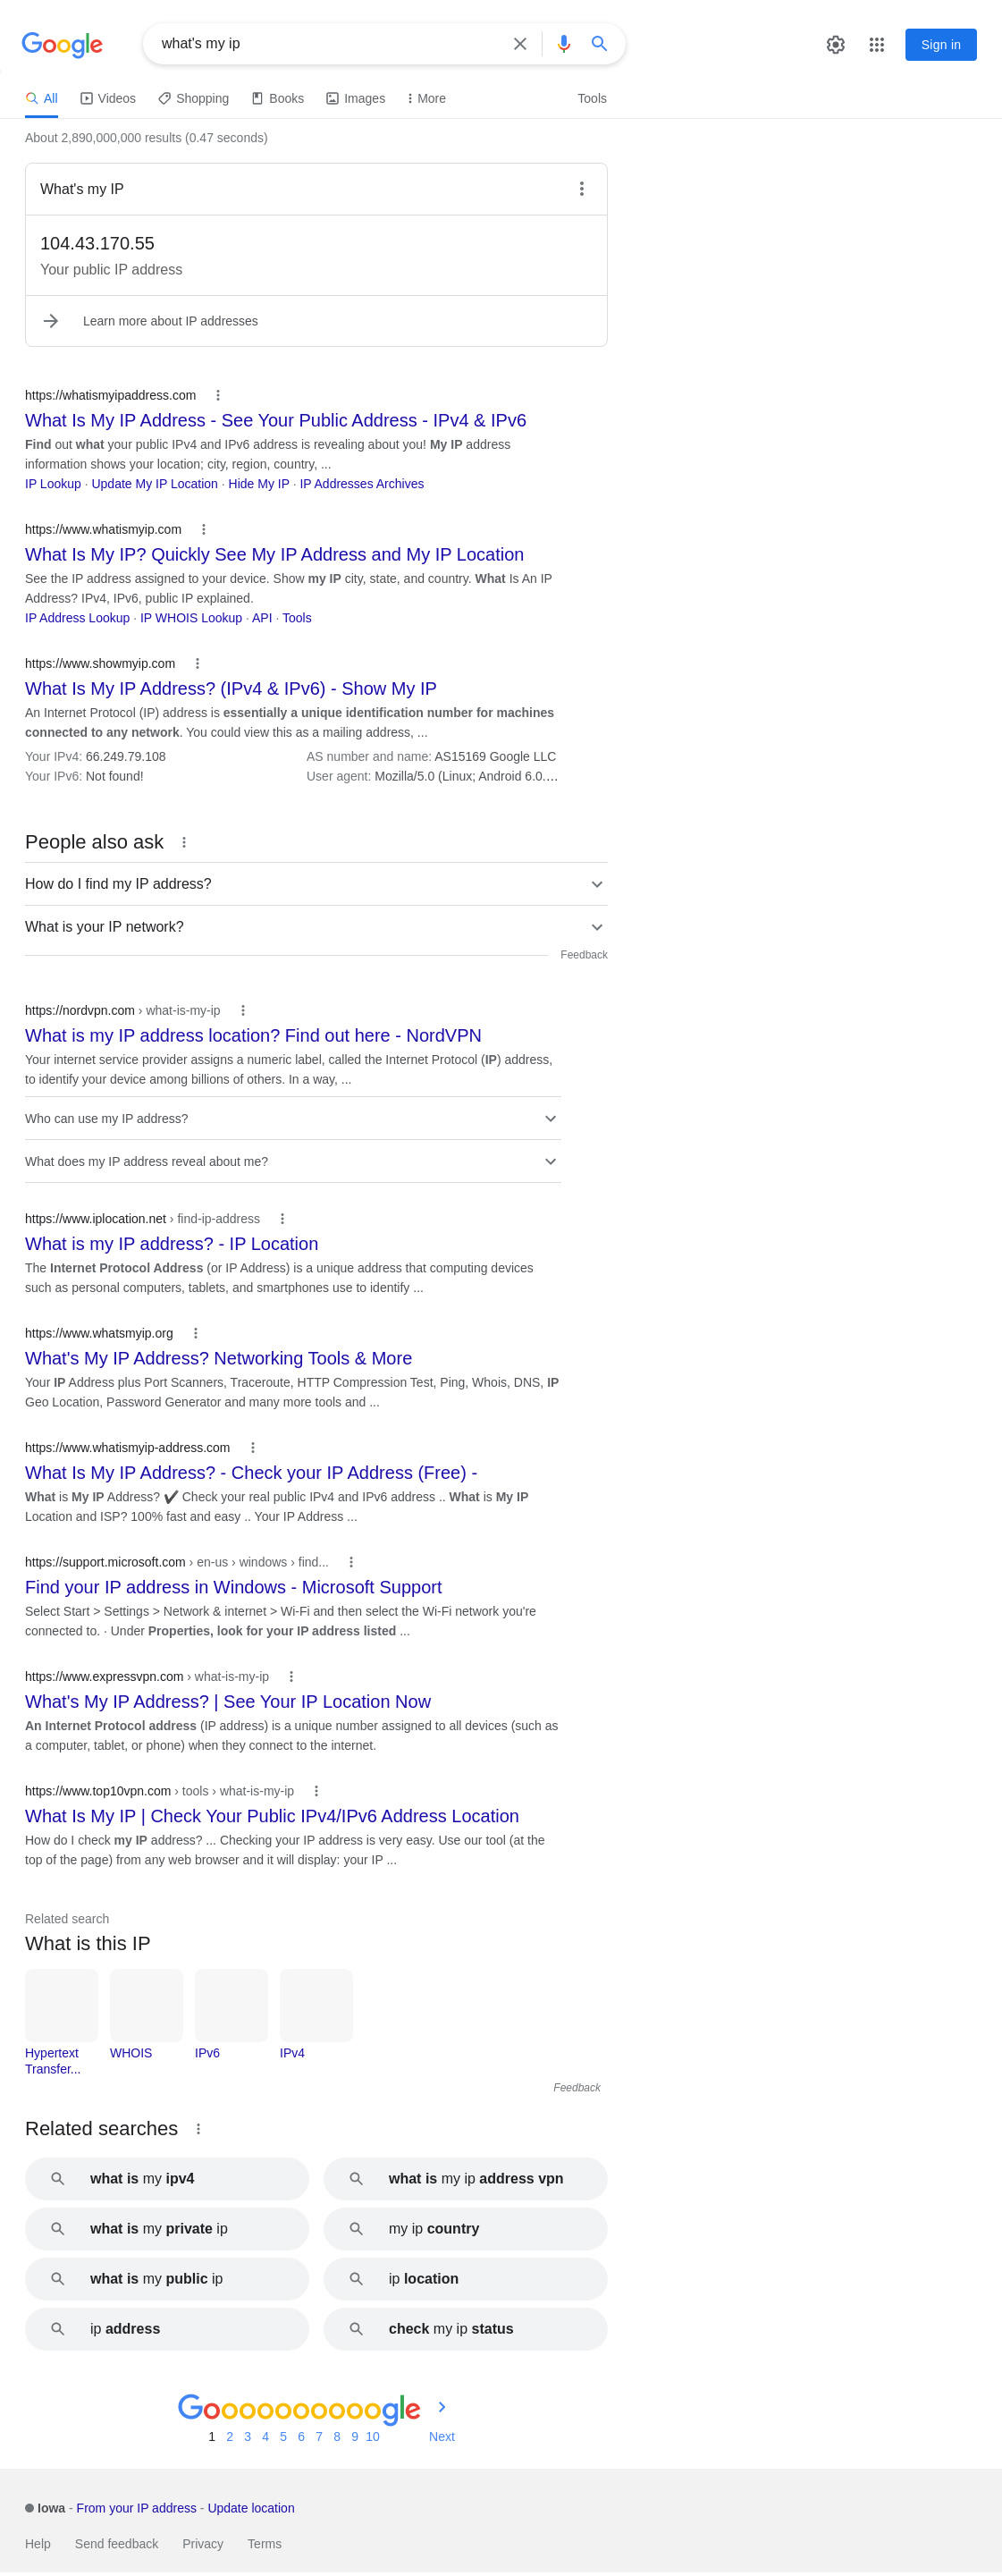 Google
what's my ip
Sign in
All
Videos
Shopping
Books
Images
More
Tools
About 2,890,000,000 results (0.47 seconds)
What's my IP
104.43.170.55
Your public IP address
Learn more about IP addresses
https://whatismyipaddress.com
What Is My IP Address - See Your Public Address - IPv4 & IPv6
Find out what your public IPv4 and IPv6 address is revealing about you! My IP address
information shows your location; city, region, country, ...
IP Lookup · Update My IP Location · Hide My IP · IP Addresses Archives
https://www.whatismyip.com
What Is My IP? Quickly See My IP Address and My IP Location
See the IP address assigned to your device. Show my IP city, state, and country. What Is An IP
Address? IPv4, IPv6, public IP explained.
IP Address Lookup · IP WHOIS Lookup · API · Tools
https://www.showmyip.com
What Is My IP Address? (IPv4 & IPv6) - Show My IP
An Internet Protocol (IP) address is essentially a unique identification number for machines
connected to any network. You could view this as a mailing address, ...
Your IPv4: 66.249.79.108 AS number and name: AS15169 Google LLC
Your IPv6: Not found! User agent: Mozilla/5.0 (Linux; Android 6.0....
People also ask
How do I find my IP address?
What is your IP network?
Feedback
https://nordvpn.com › what-is-my-ip
What is my IP address location? Find out here - NordVPN
Your internet service provider assigns a numeric label, called the Internet Protocol (IP) address,
to identify your device among billions of others. In a way, ...
Who can use my IP address?
What does my IP address reveal about me?
https://www.iplocation.net › find-ip-address
What is my IP address? - IP Location
The Internet Protocol Address (or IP Address) is a unique address that computing devices
such as personal computers, tablets, and smartphones use to identify ...
https://www.whatsmyip.org
What's My IP Address? Networking Tools & More
Your IP Address plus Port Scanners, Traceroute, HTTP Compression Test, Ping, Whois, DNS, IP
Geo Location, Password Generator and many more tools and ...
https://www.whatismyip-address.com
What Is My IP Address? - Check your IP Address (Free) -
What is My IP Address? ✔️ Check your real public IPv4 and IPv6 address .. What is My IP
Location and ISP? 100% fast and easy .. Your IP Address ...
https://support.microsoft.com › en-us › windows › find...
Find your IP address in Windows - Microsoft Support
Select Start > Settings > Network & internet > Wi-Fi and then select the Wi-Fi network you're
connected to. · Under Properties, look for your IP address listed ...
https://www.expressvpn.com › what-is-my-ip
What's My IP Address? | See Your IP Location Now
An Internet Protocol address (IP address) is a unique number assigned to all devices (such as
a computer, tablet, or phone) when they connect to the internet.
https://www.top10vpn.com › tools › what-is-my-ip
What Is My IP | Check Your Public IPv4/IPv6 Address Location
How do I check my IP address? ... Checking your IP address is very easy. Use our tool (at the
top of the page) from any web browser and it will display: your IP ...
Related search
What is this IP
Hypertext
Transfer...
WHOIS
IPv6
IPv4
Feedback
Related searches
what is my ipv4
what is my ip address vpn
what is my private ip
my ip country
what is my public ip
ip location
ip address
check my ip status
Goooooooooogle
1 2 3 4 5 6 7 8 9 10 Next
Iowa - From your IP address - Update location
Help Send feedback Privacy Terms